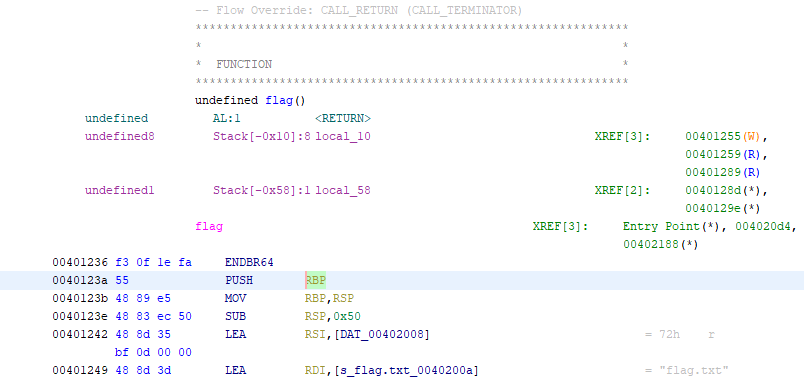 -- Flow Override: CALL_RETURN (CALL_TERMINATOR)
**************************************************************
* *
* FUNCTION *
**************************************************************
undefined flag()
undefined AL:1 <RETURN>
undefined8 Stack[-0x10]:8 local_10 XREF[3]: 00401255(W),
00401259(R),
00401289(R)
undefined1 Stack[-0x58]:1 local_58 XREF[2]: 0040128d(*),
0040129e(*)
flag XREF[3]: Entry Point(*), 004020d4,
00402188(*)
00401236 f3 0f 1e fa ENDBR64
0040123a 55 PUSH RBP
0040123b 48 89 e5 MOV RBP,RSP
0040123e 48 83 ec 50 SUB RSP,0x50
00401242 48 8d 35 LEA RSI,[DAT_00402008] = 72h r
bf 0d 00 00
00401249 48 8d 3d LEA RDI,[s_flag.txt_0040200a] = "flag.txt"